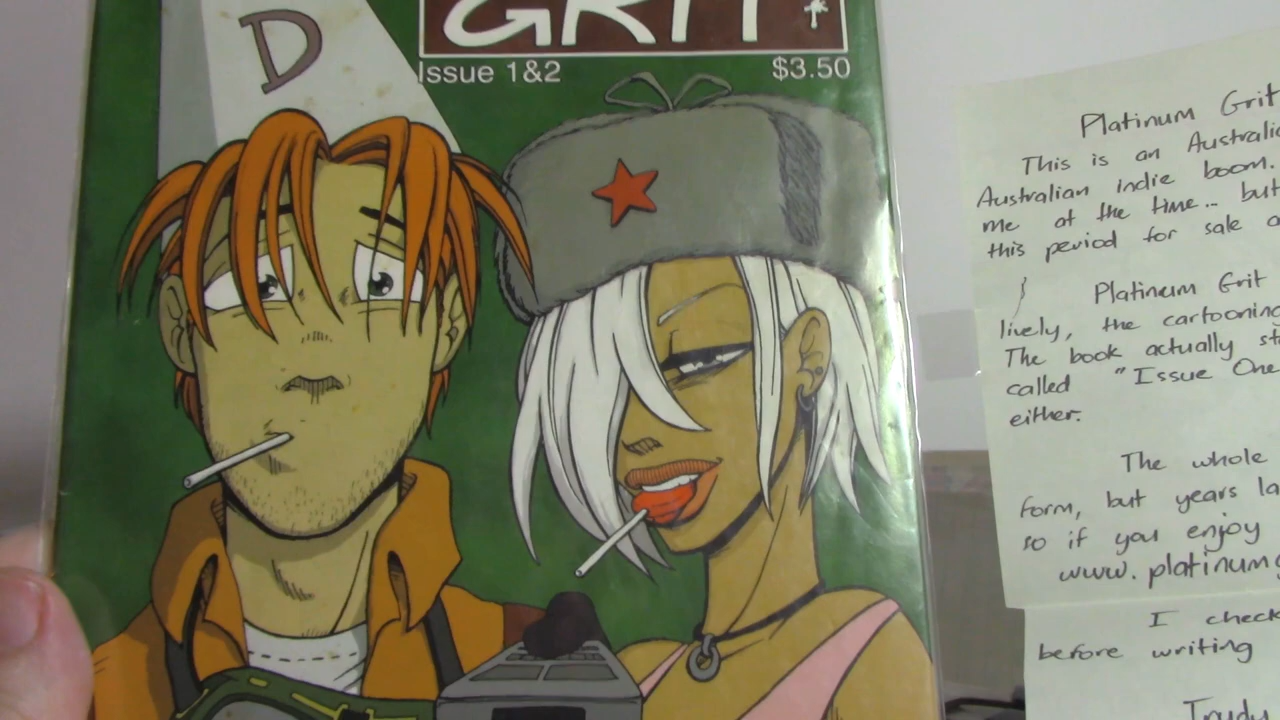 D
GRIT
Issue 1&2
$3.50
Platinum Grit
This is an Australia
Australian indie boom.
me at the time... but
this period for sale a
Platinum Grit
lively, the cartooning
The book actually st
called "Issue One
either.
The whole
form, but years la
so if you enjoy
www.platinumg
I check
before writing
Trudy